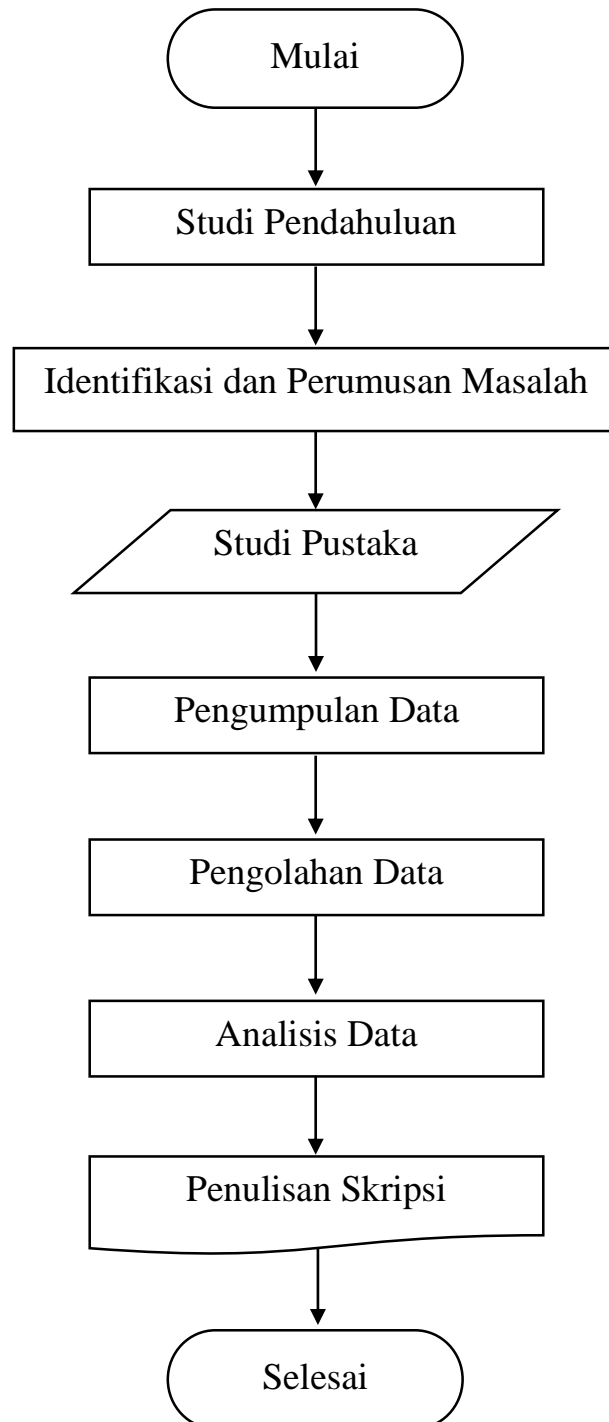 Mulai
Studi Pendahuluan
Identifikasi dan Perumusan Masalah
Studi Pustaka
Pengumpulan Data
Pengolahan Data
Analisis Data
Penulisan Skripsi
Selesai